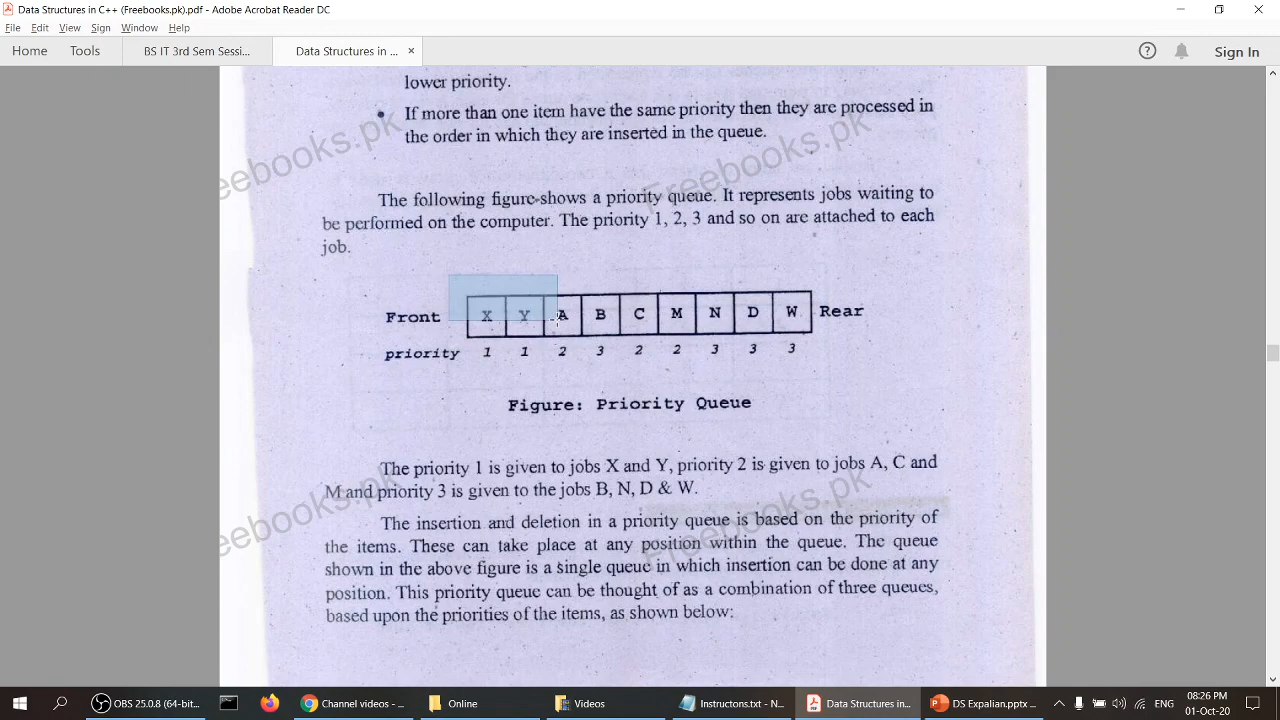 Data Structures in C++ (Freebooks.pk).pdf - Adobe Acrobat Reader DC
File Edit View Sign Window Help
Home Tools BS IT 3rd Sem Sessi... Data Structures in ... × Sign In
lower priority.
• If more than one item have the same priority then they are processed in
the order in which they are inserted in the queue.
The following figure shows a priority queue. It represents jobs waiting to
be performed on the computer. The priority 1, 2, 3 and so on are attached to each
job.
Front X Y A B C M N D W Rear
priority 1 1 2 3 2 2 3 3 3
Figure: Priority Queue
The priority 1 is given to jobs X and Y, priority 2 is given to jobs A, C and
M and priority 3 is given to the jobs B, N, D & W.
The insertion and deletion in a priority queue is based on the priority of
the items. These can take place at any position within the queue. The queue
shown in the above figure is a single queue in which insertion can be done at any
position. This priority queue can be thought of as a combination of three queues,
based upon the priorities of the items, as shown below:
reebooks.pk
Freebooks.pk
reebooks.pk
Freebooks.pk
OBS 25.0.8 (64-bit... Channel videos - ... Online Videos Instructons.txt - N... Data Structures in... DS Expalian.pptx ... 08:26 PM
01-Oct-20